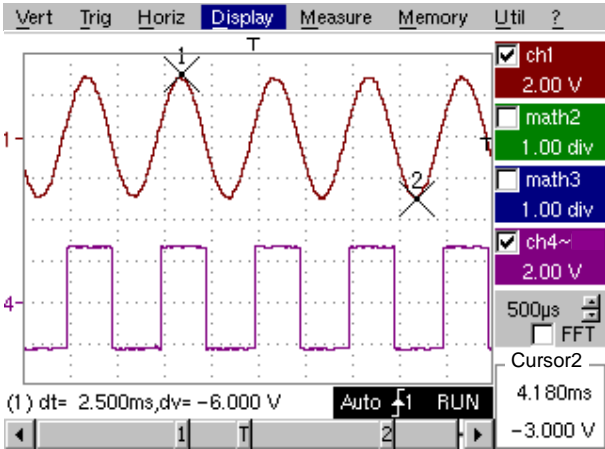 Vert Trig Horiz Display Measure Memory Util ?
T
1
ch1
2.00 V
math2
1.00 div
1-
T
math3
1.00 div
2
ch4~
2.00 V
4-
500µs
FFT
Cursor2
4.180ms
-3.000 V
(1) dt= 2.500ms,dv= -6.000 V
Auto 1 RUN
1 T 2